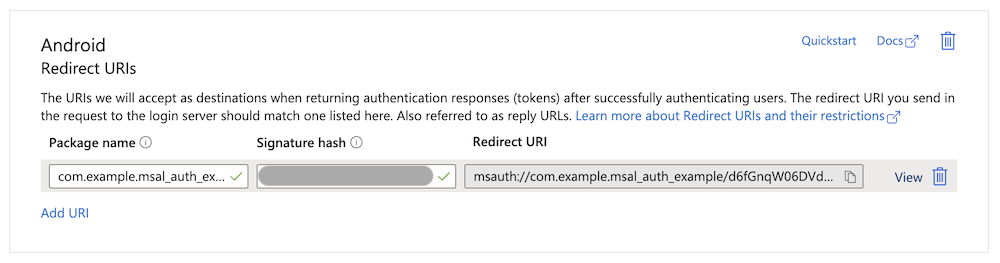 Android
Quickstart
Docs
Redirect URIs
The URIs we will accept as destinations when returning authentication responses (tokens) after successfully authenticating users. The redirect URI you send in
the request to the login server should match one listed here. Also referred to as reply URLs. Learn more about Redirect URIs and their restrictions
Package name
Signature hash
Redirect URI
com.example.msal_auth_ex...
msauth://com.example.msal_auth_example/d6fGnqW06DVd...
View
Add URI